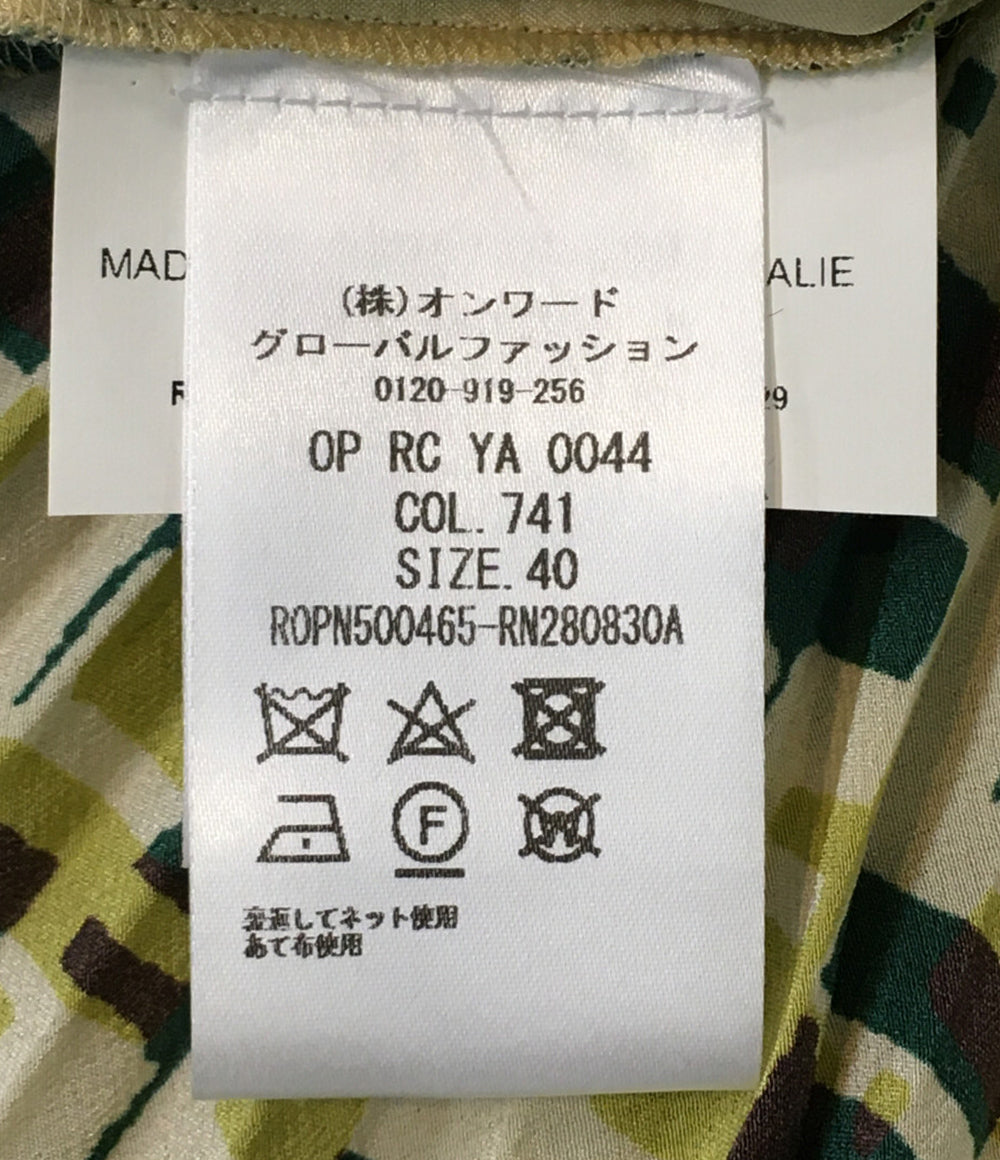 MAD
ALIE
R
29
(株)オンワード
グローバルファッション
0120-919-256
OP RC YA 0044
COL. 741
SIZE. 40
ROPN500465-RN280830A
F
W
裏返してネット使用
あて布使用